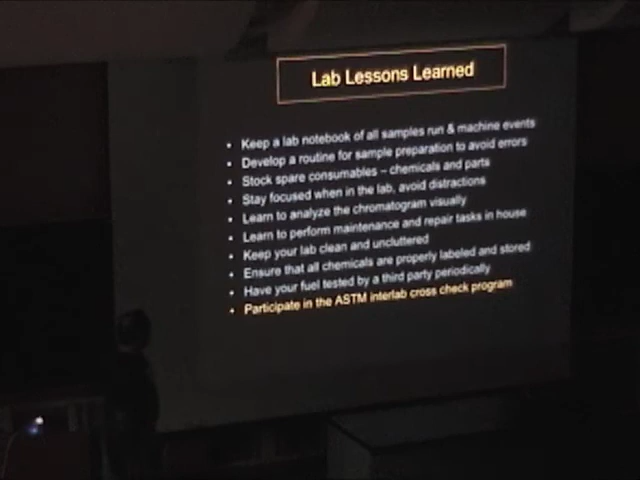 Lab Lessons Learned
• Keep a lab notebook of all samples run & machine events
• Develop a routine for sample preparation to avoid errors
• Stock spare consumables – chemicals and parts
• Stay focused when in the lab, avoid distractions
• Learn to analyze the chromatogram visually
• Learn to perform maintenance and repair tasks in house
• Keep your lab clean and uncluttered
• Ensure that all chemicals are properly labeled and stored
• Have your fuel tested by a third party periodically
• Participate in the ASTM interlab cross check program